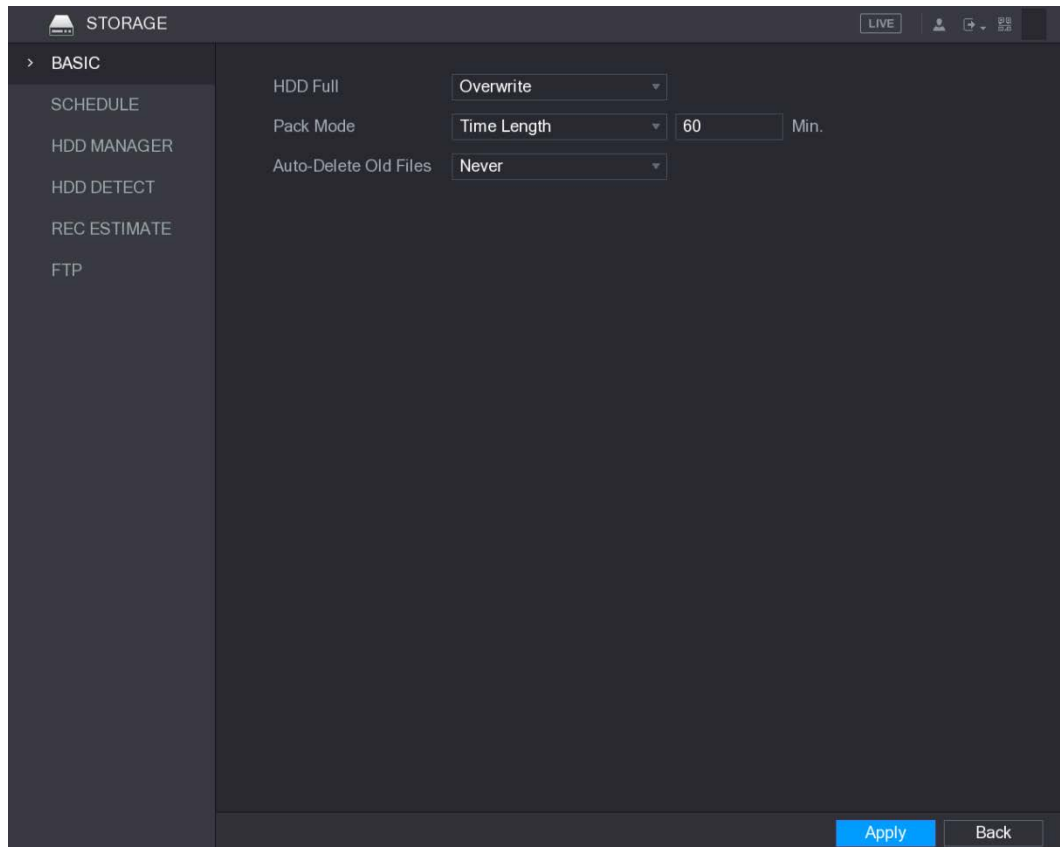 STORAGE
LIVE
BASIC
SCHEDULE
HDD MANAGER
HDD DETECT
REC ESTIMATE
FTP
HDD Full Overwrite
Pack Mode Time Length 60 Min.
Auto-Delete Old Files Never
Apply Back